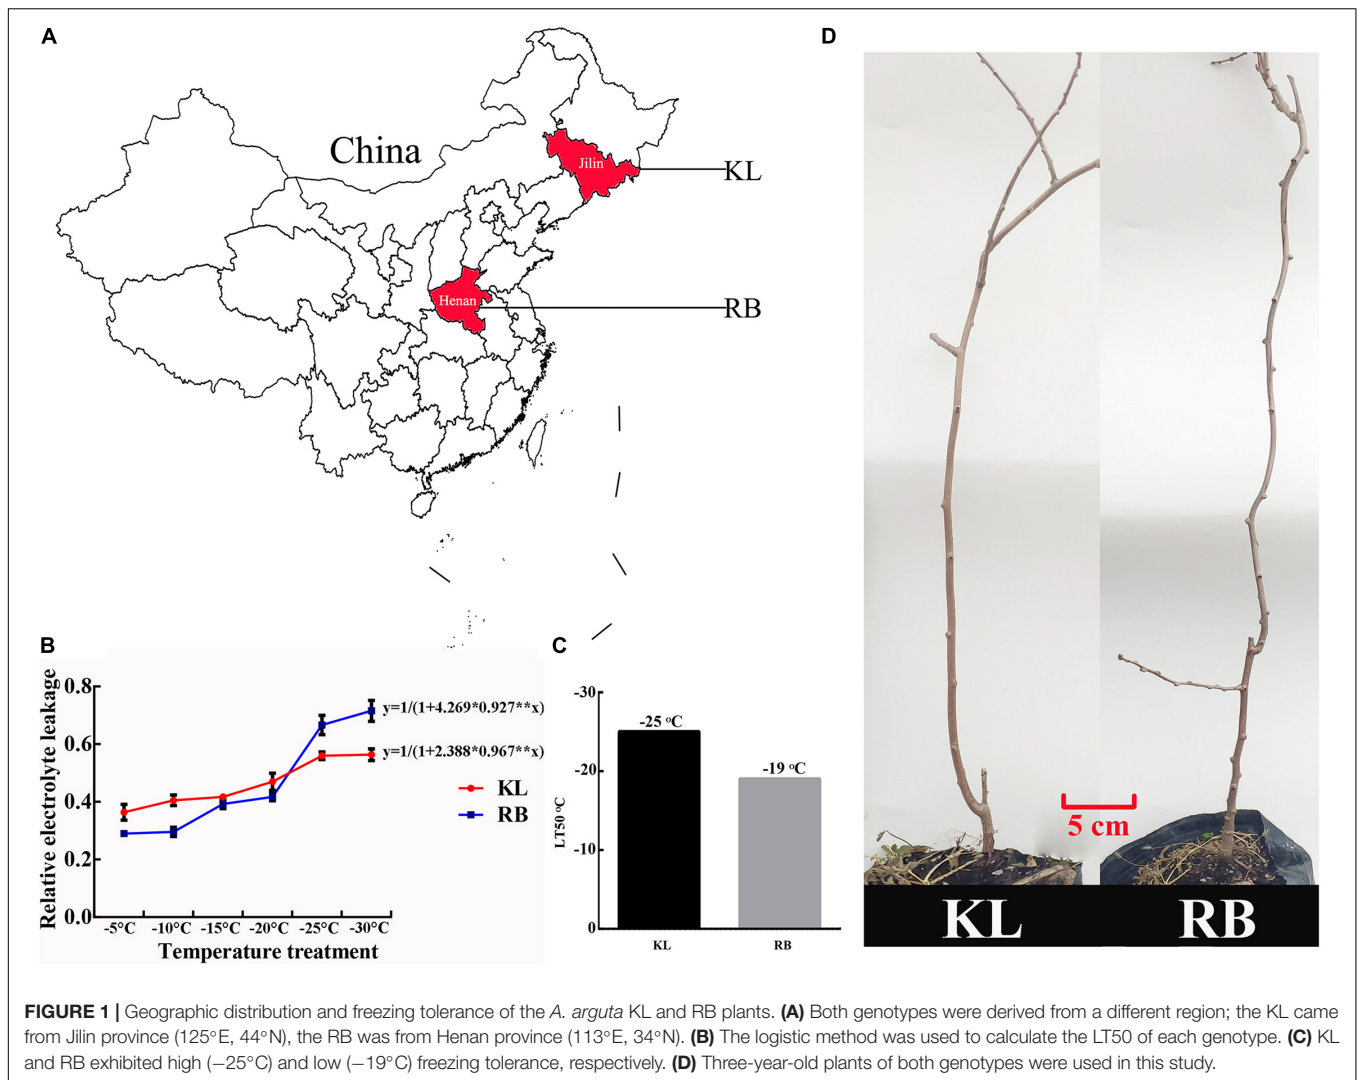 A
China
Jilin
KL
Henan
RB
B
Relative electrolyte leakage
0.8
0.6
0.4
0.2
0.0
y=1/(1+4.269*0.927**x)
y=1/(1+2.388*0.967**x)
KL
RB
-5°C -10°C -15°C -20°C -25°C -30°C
Temperature treatment
C
LT50 °C
-30
-20
-10
0
-25 °C
-19 °C
KL RB
D
5 cm
KL RB
FIGURE 1 | Geographic distribution and freezing tolerance of the A. arguta KL and RB plants. (A) Both genotypes were derived from a different region; the KL came
from Jilin province (125°E, 44°N), the RB was from Henan province (113°E, 34°N). (B) The logistic method was used to calculate the LT50 of each genotype. (C) KL
and RB exhibited high (−25°C) and low (−19°C) freezing tolerance, respectively. (D) Three-year-old plants of both genotypes were used in this study.